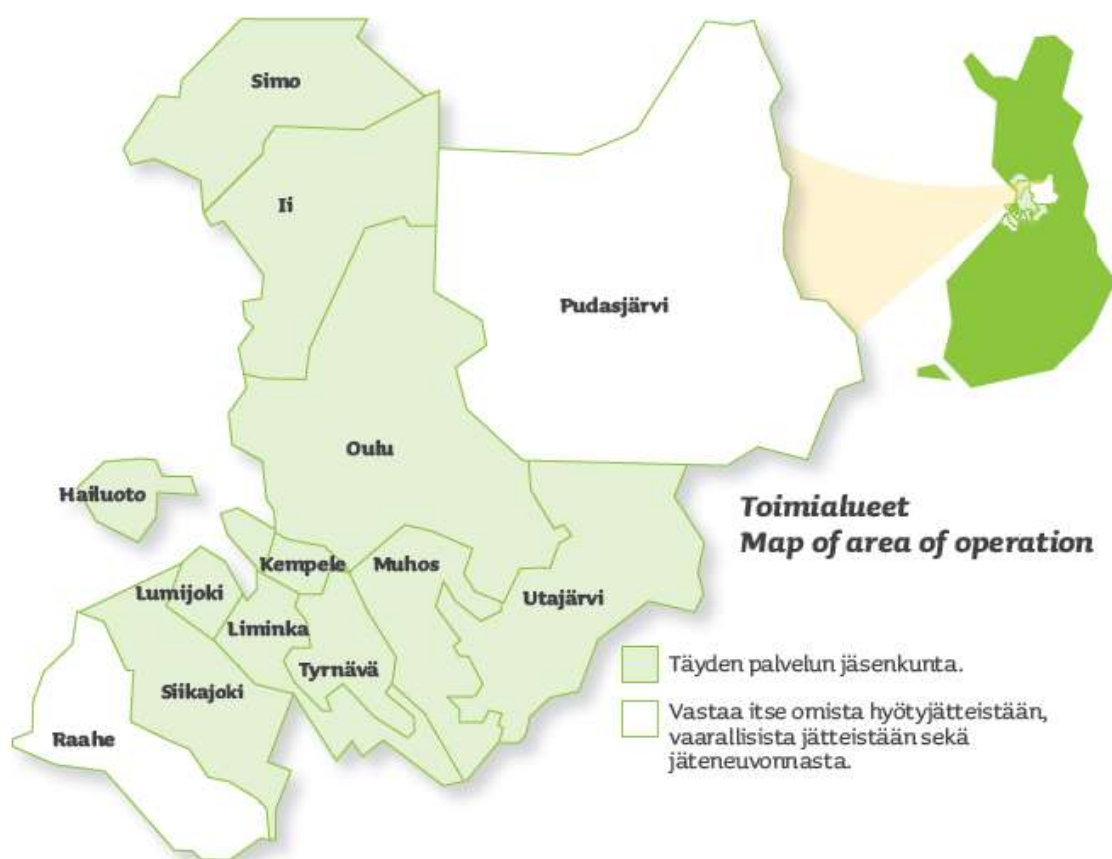 Simo
Ii
Pudasjärvi
Oulu
Hailuoto
Toimialueet
Map of area of operation
Kempele
Muhos
Lumijoki
Utajärvi
Liminka
Tyrnävä
Siikajoki
Raahe
Täyden palvelun jäsenkunta.
Vastaa itse omista hyötyjätteistään,
vaarallisista jätteistään sekä
jäteneuvonnasta.